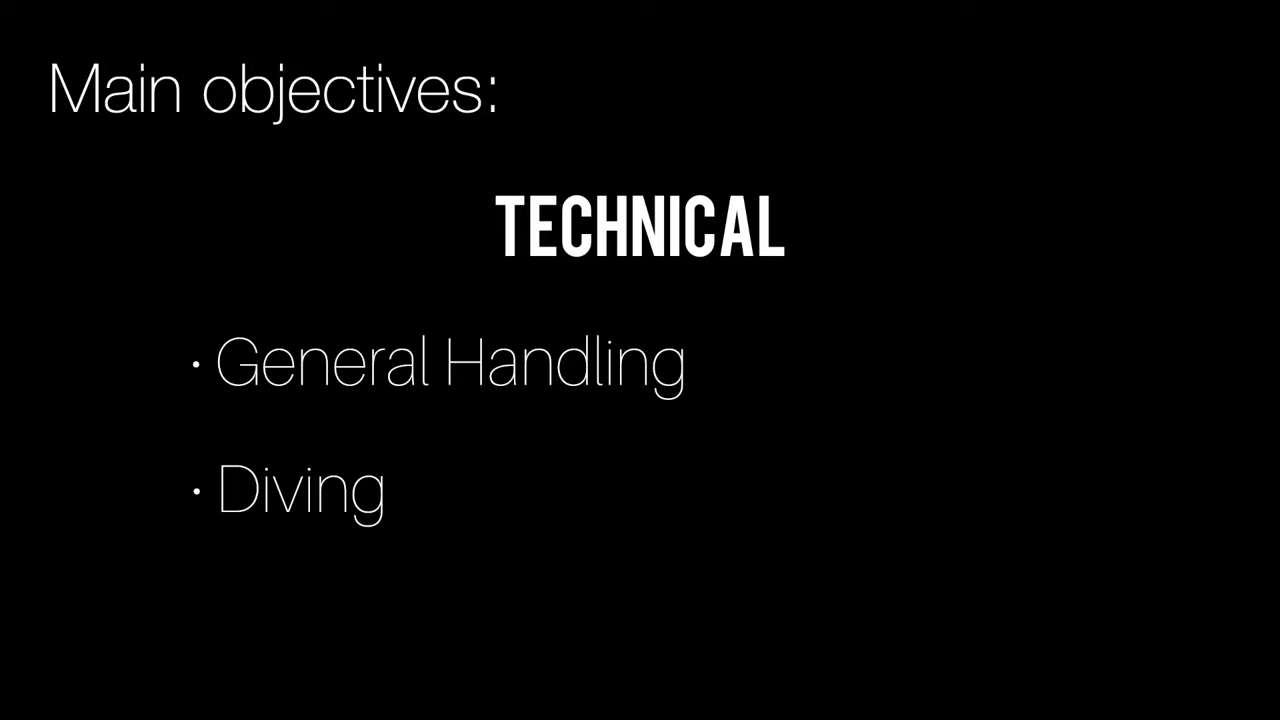 Main objectives:
TECHNICAL
· General Handling
· Diving